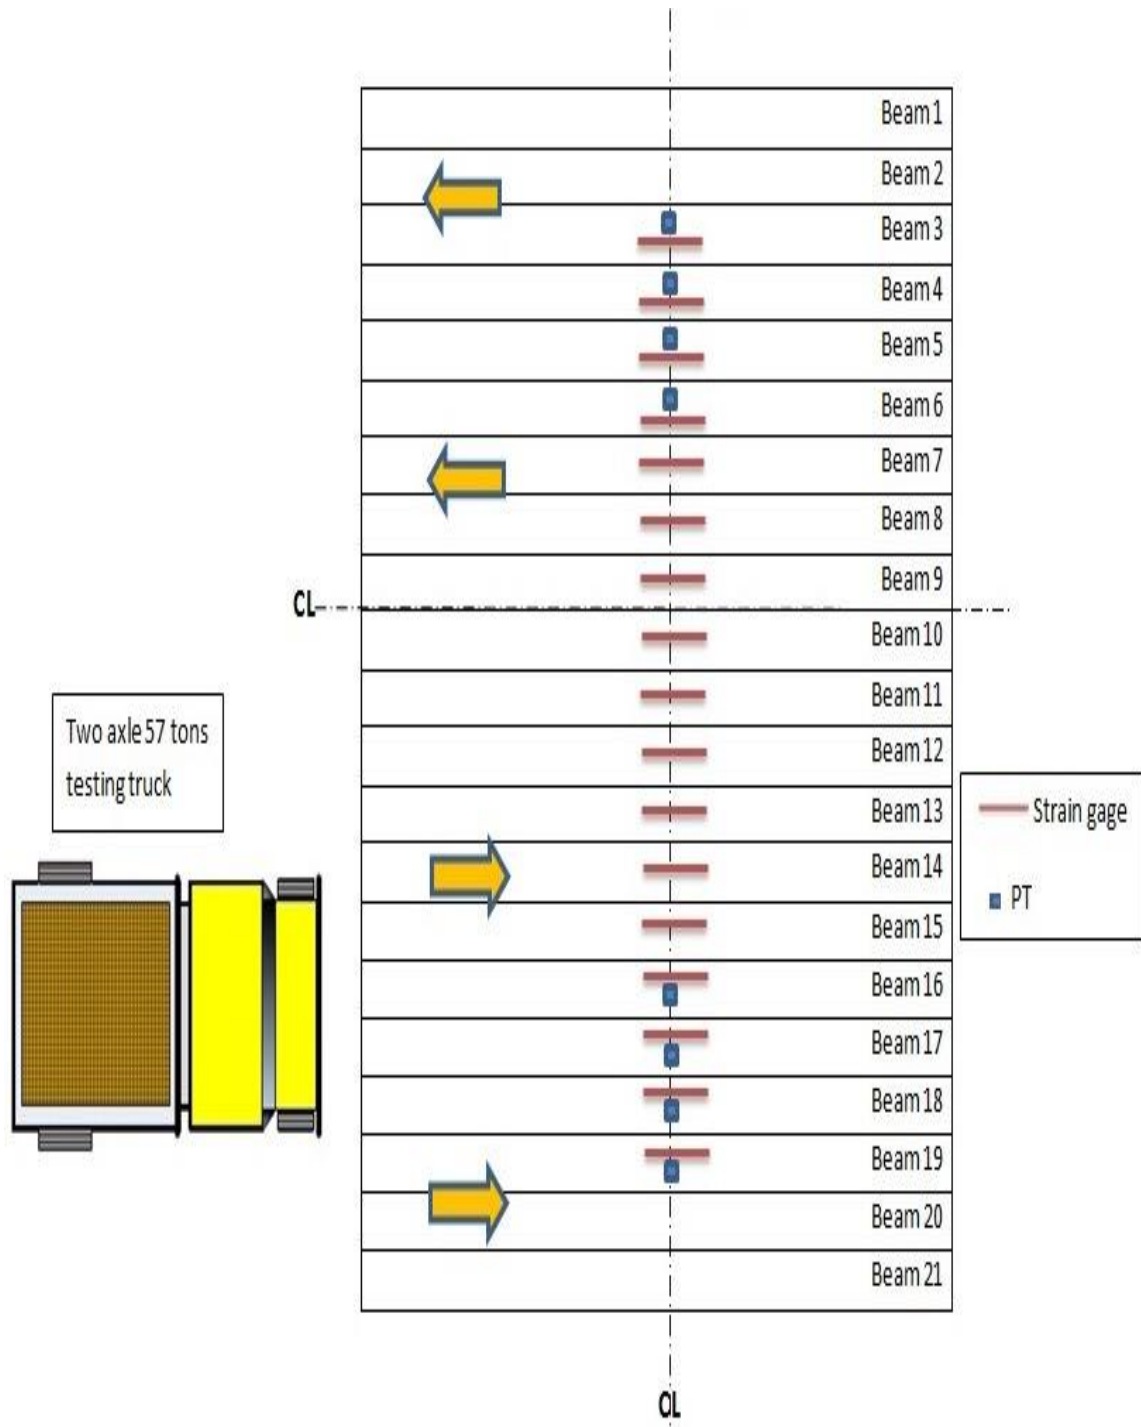 Beam 1
Beam 2
Beam 3
Beam 4
Beam 5
Beam 6
Beam 7
Beam 8
Beam 9
CL
Beam 10
Beam 11
Beam 12
Beam 13
Beam 14
Beam 15
Beam 16
Beam 17
Beam 18
Beam 19
Beam 20
Beam 21
Two axle 57 tons
testing truck
Strain gage
PT
CL